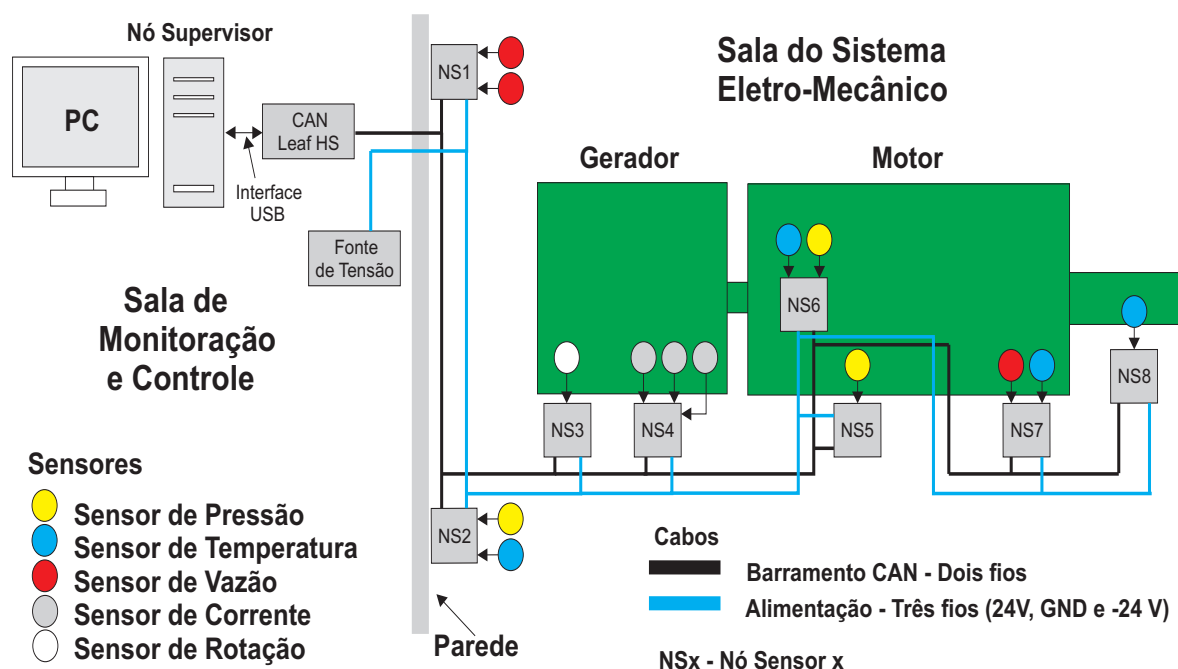 Nó Supervisor
PC
CAN
Leaf HS
Interface
USB
Fonte
de Tensão
Sala de
Monitoração
e Controle
Sala do Sistema
Eletro-Mecânico
Gerador
Motor
NS1
NS6
NS8
NS3
NS4
NS5
NS7
NS2
Sensores
Sensor de Pressão
Sensor de Temperatura
Sensor de Vazão
Sensor de Corrente
Sensor de Rotação
Parede
Cabos
Barramento CAN - Dois fios
Alimentação - Três fios (24V, GND e -24 V)
NSx - Nó Sensor x